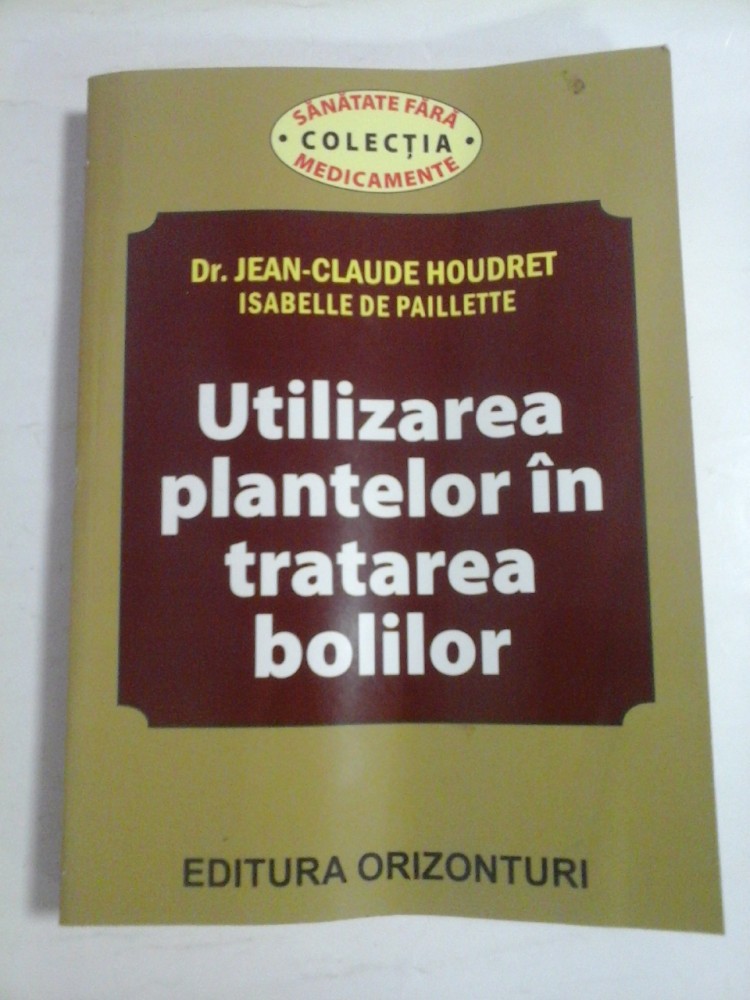 SĂNĂTATE FĂRĂ
• COLECȚIA •
MEDICAMENTE
Dr. JEAN-CLAUDE HOUDRET
ISABELLE DE PAILLETTE
Utilizarea
plantelor în
tratarea
bolilor
EDITURA ORIZONTURI